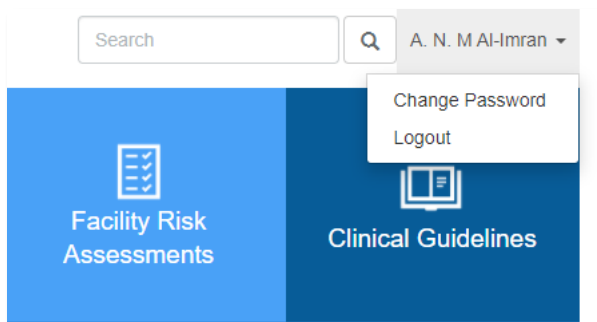 Search
A. N. M Al-Imran
Change Password
Logout
Facility Risk
Assessments
Clinical Guidelines